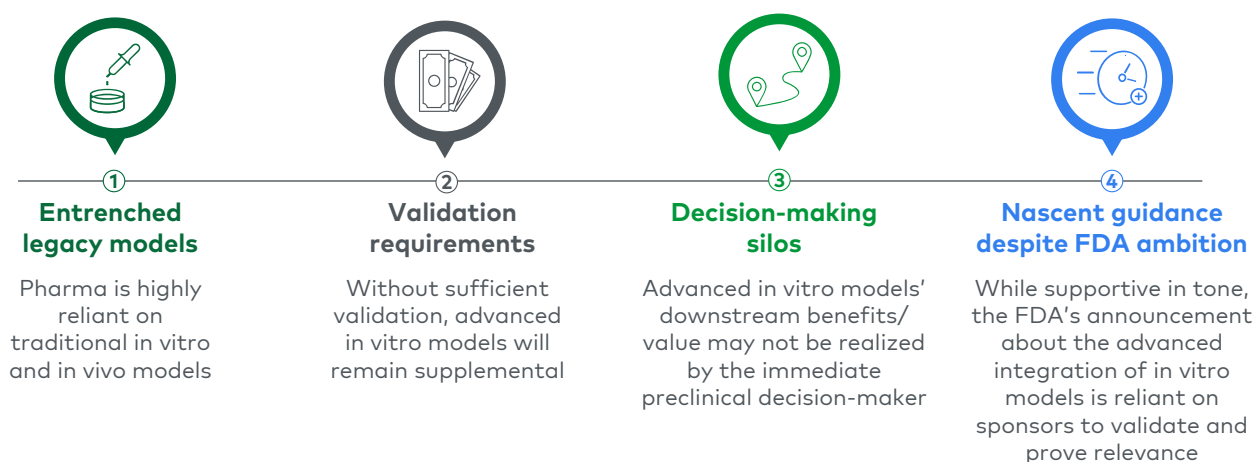 1
Entrenched
legacy models
Pharma is highly
reliant on
traditional in vitro
and in vivo models
2
Validation
requirements
Without sufficient
validation, advanced
in vitro models will
remain supplemental
3
Decision-making
silos
Advanced in vitro models’
downstream benefits/
value may not be realized
by the immediate
preclinical decision-maker
4
Nascent guidance
despite FDA ambition
While supportive in tone,
the FDA’s announcement
about the advanced
integration of in vitro
models is reliant on
sponsors to validate and
prove relevance